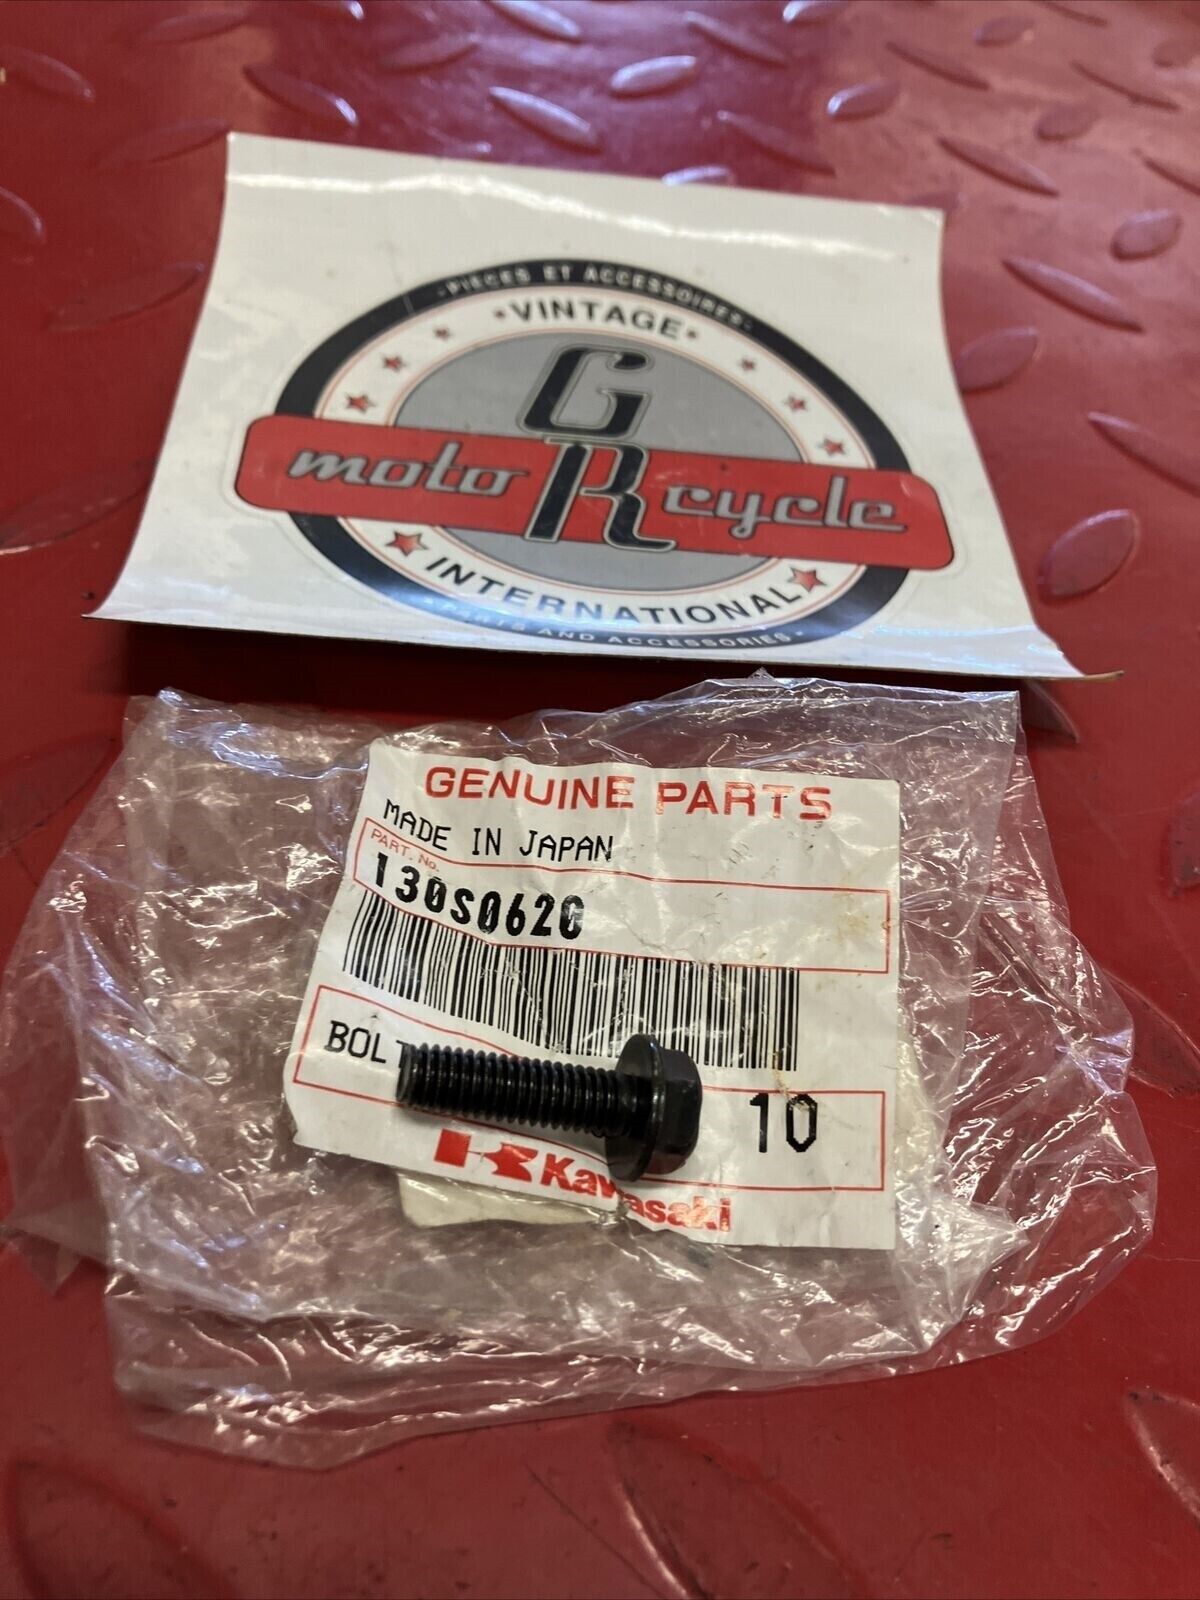 ·PIECES ET ACCESSOIRES·
•VINTAGE•
G
moto R cycle
INTERNATIONAL
PARTS AND ACCESSORIES·
GENUINE PARTS
MADE IN JAPAN
PART. No.
130S0620
BOLT
10
Kawasaki